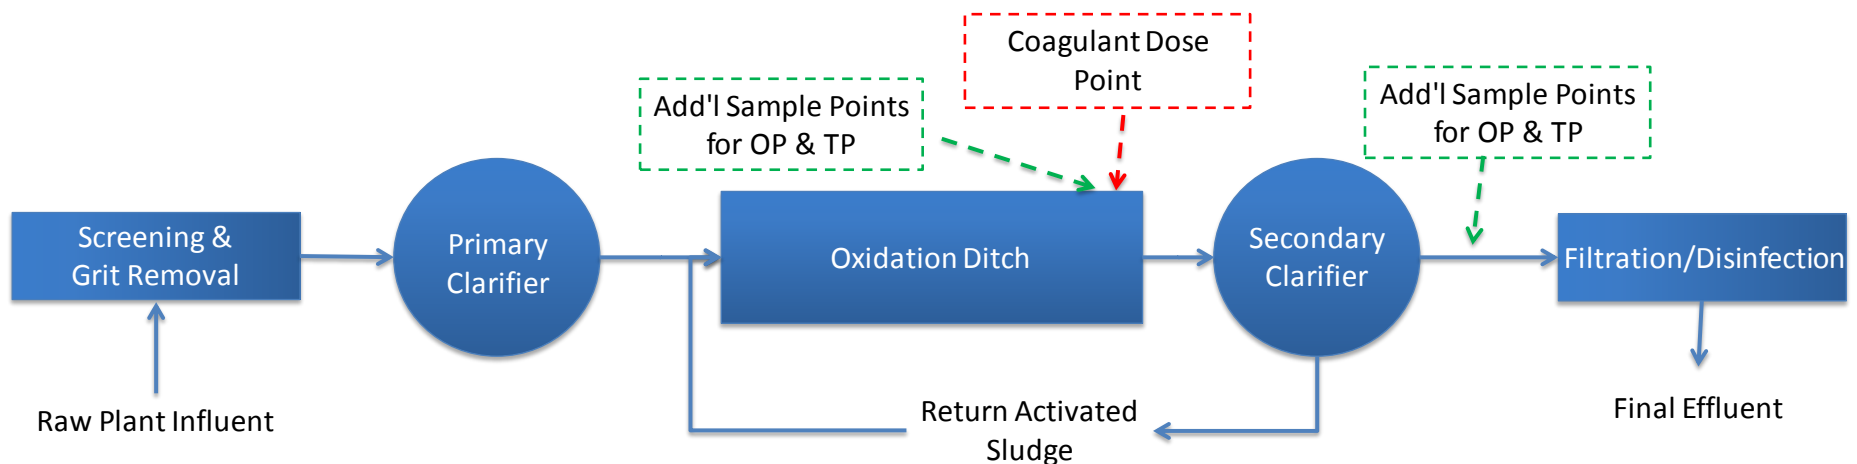 Coagulant Dose
Point
Add'l Sample Points
for OP & TP
Add'l Sample Points
for OP & TP
Screening &
Grit Removal
Primary
Clarifier
Oxidation Ditch
Secondary
Clarifier
Filtration/Disinfection
Raw Plant Influent
Return Activated
Sludge
Final Effluent